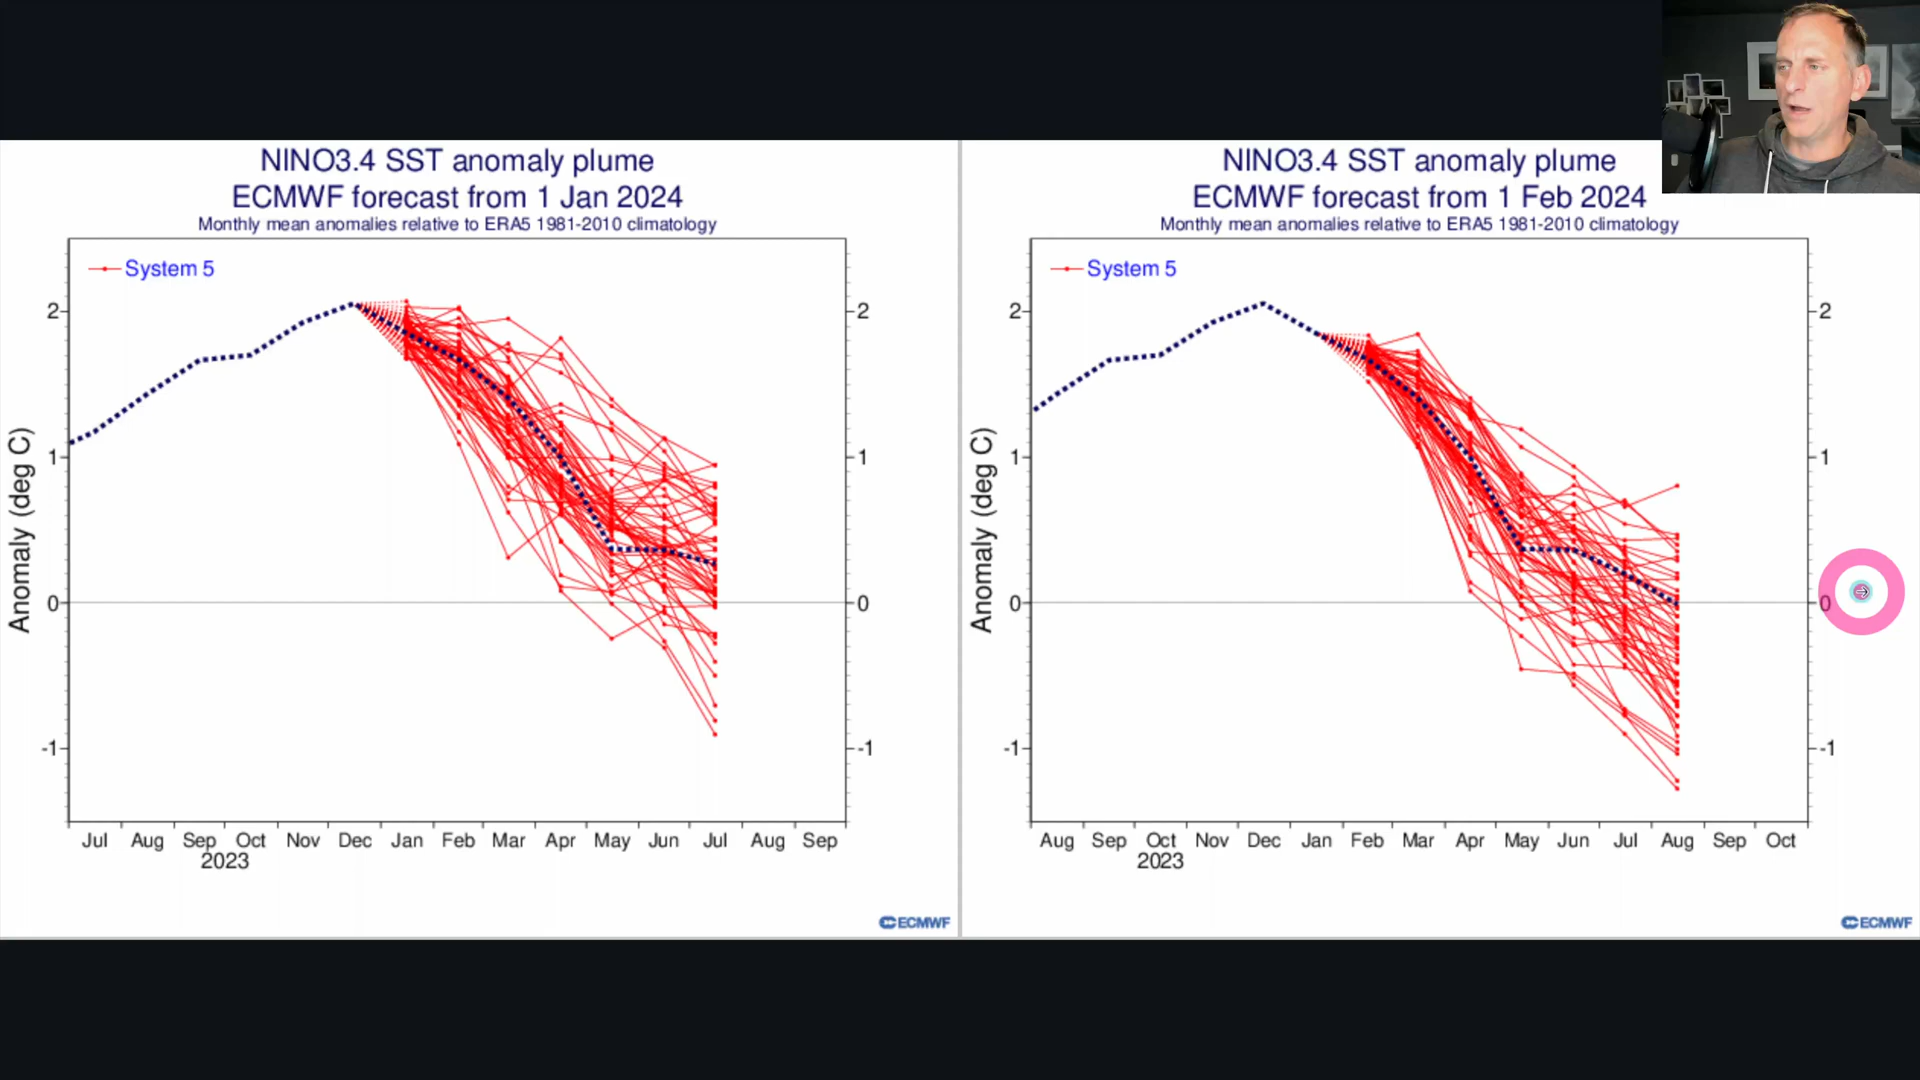 NINO3.4 SST anomaly plume
ECMWF forecast from 1 Jan 2024
Monthly mean anomalies relative to ERA5 1981-2010 climatology
System 5
2
2
1
1
0
0
-1
-1
Anomaly (deg C)
Jul Aug Sep Oct Nov Dec Jan Feb Mar Apr May Jun Jul Aug Sep
2023
ECMWF
NINO3.4 SST anomaly plume
ECMWF forecast from 1 Feb 2024
Monthly mean anomalies relative to ERA5 1981-2010 climatology
System 5
2
2
1
1
0
0
-1
-1
Anomaly (deg C)
Aug Sep Oct Nov Dec Jan Feb Mar Apr May Jun Jul Aug Sep Oct
2023
ECMWF